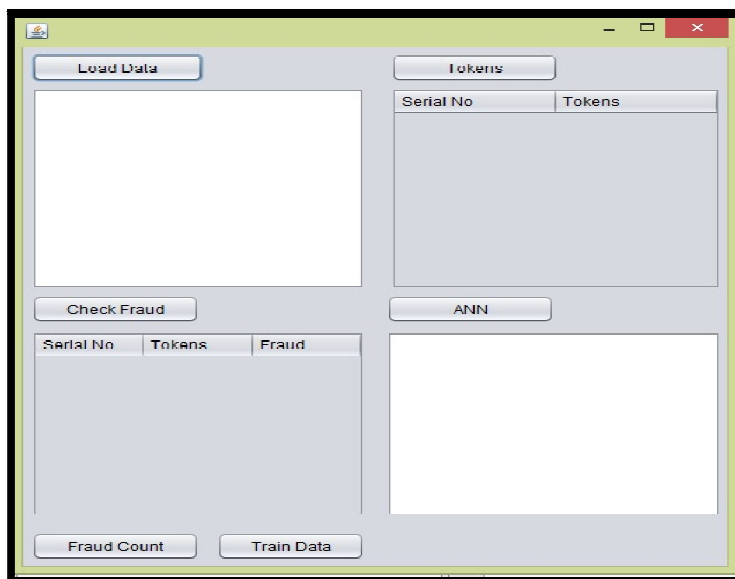 Load Data
Tokens
Serial No Tokens
Check Fraud
ANN
Serial No Tokens Fraud
Fraud Count
Train Data